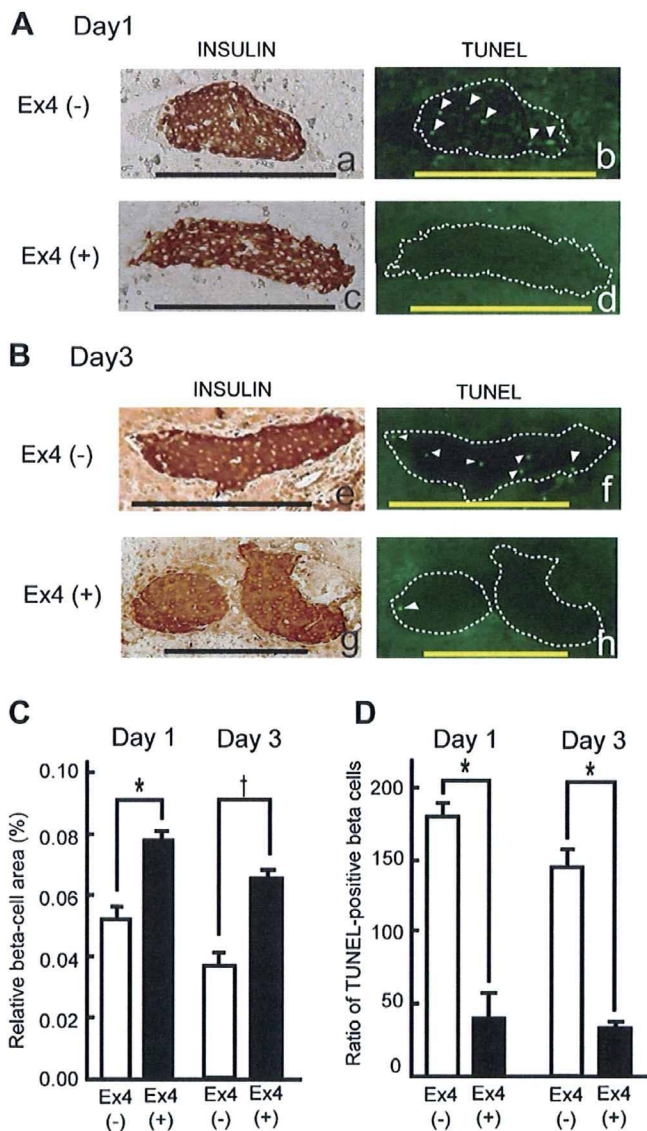 A Day1
INSULIN TUNEL
Ex4 (-)
a b
Ex4 (+)
c d
B Day3
INSULIN TUNEL
Ex4 (-)
e f
Ex4 (+)
g h
C D
Day 1 Day 3 Day 1 Day 3
Relative beta-cell area (%)
0.10
0.08
0.06
0.04
0.02
0.00
* †
Ex4 Ex4 Ex4 Ex4
(-) (+) (-) (+)
Ratio of TUNEL-positive beta cells
200
150
100
50
0
* *
Ex4 Ex4 Ex4 Ex4
(-) (+) (-) (+)